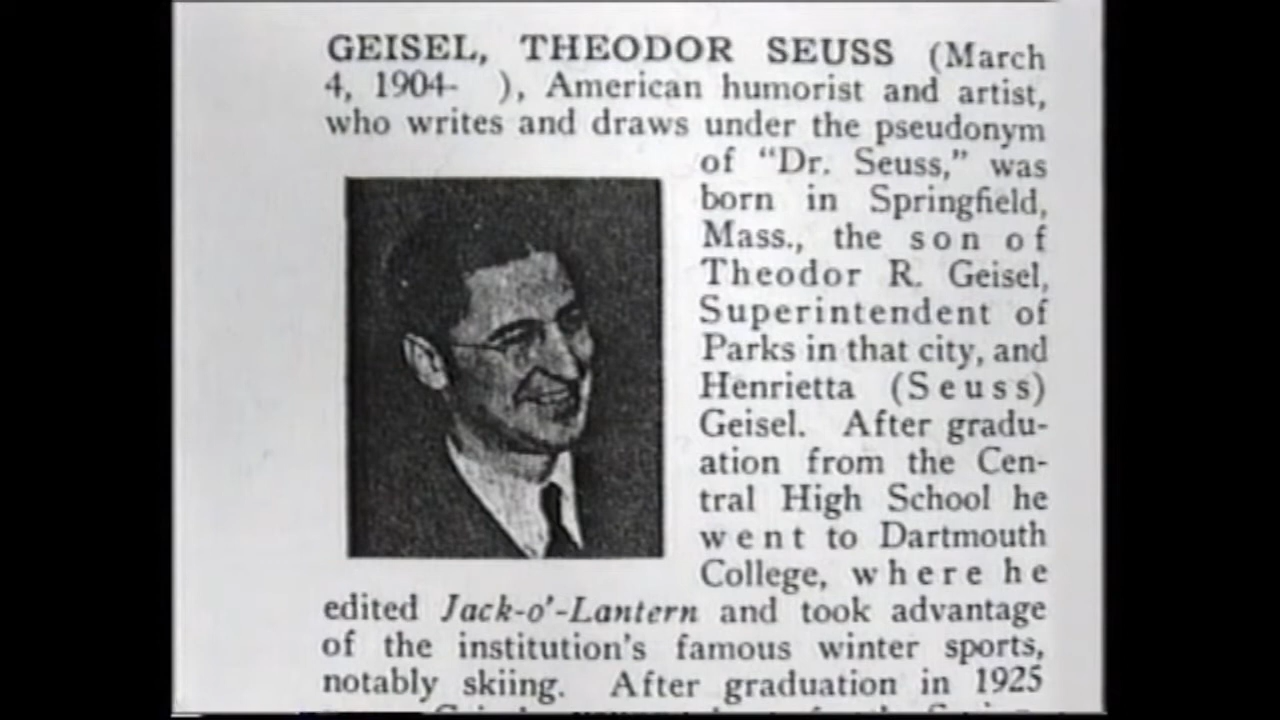 GEISEL, THEODOR SEUSS (March
4, 1904- ), American humorist and artist,
who writes and draws under the pseudonym
of "Dr. Seuss," was
born in Springfield,
Mass., the son of
Theodor R. Geisel,
Superintendent of
Parks in that city, and
Henrietta (Seuss)
Geisel. After gradu-
ation from the Cen-
tral High School he
went to Dartmouth
College, where he
edited Jack-o'-Lantern and took advantage
of the institution's famous winter sports,
notably skiing. After graduation in 1925